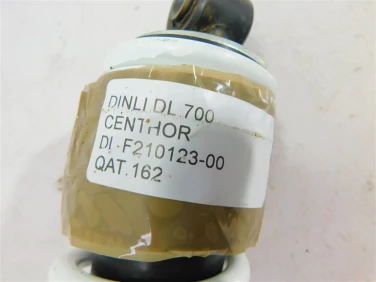 DINLI DL 700
CENTHOR
DI-F210123-00
QAT.162